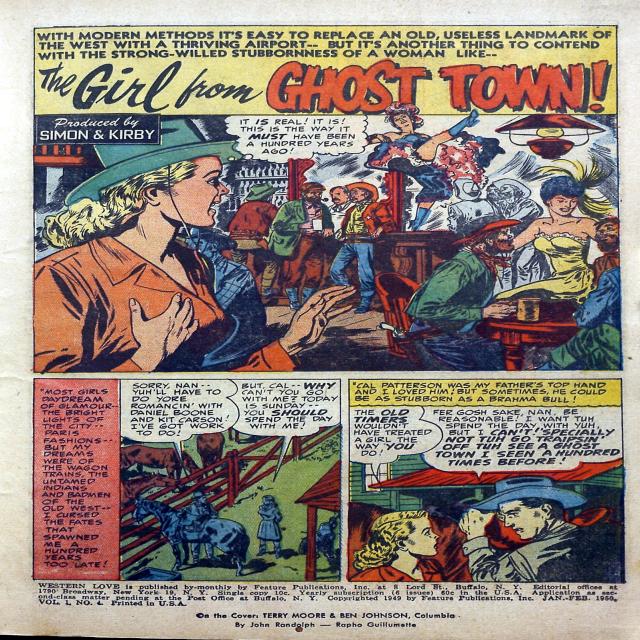 WITH MODERN METHODS IT'S EASY TO REPLACE AN OLD, USELESS LANDMARK OF
THE WEST WITH A THRIVING AIRPORT-- BUT IT'S ANOTHER THING TO CONTEND
WITH THE STRONG-WILLED STUBBORNNESS OF A WOMAN LIKE--
The Girl from GHOST TOWN!
Produced by
SIMON & KIRBY
IT IS REAL! IT IS!
THIS IS THE WAY IT
MUST HAVE BEEN
A HUNDRED YEARS
AGO!
"MOST GIRLS
DAYDREAM
OF GLAMOUR--
THE BRIGHT
LIGHTS OF
THE CITY--
PARIS
FASHIONS--
BUT MY
DREAMS
WERE OF
THE WAGON
TRAINS, THE
UNTAMED
INDIANS
AND BADMEN
OF THE
OLD WEST--
I CURSED
THE FATES
THAT
SPAWNED
ME A
HUNDRED
YEARS
TOO LATE!
SORRY, NAN--
YUH'LL HAVE TO
DO YORE
ROMANCIN' WITH
DANIEL BOONE
AND KIT CARSON!
I'VE GOT WORK
TO DO!
BUT, CAL--WHY
CAN'T YOU COME
WITH ME? TODAY
IS SUNDAY!
YOU SHOULD
SPEND THE DAY
WITH ME!
"CAL PATTERSON WAS MY FATHER'S TOP HAND
AND I LOVED HIM! BUT SOMETIMES, HE COULD
BE AS STUBBORN AS A BRAHMA BULL!
THE OLD
TIMERS
WOULDN'T
HAVE TREATED
A GIRL THE
WAY YOU
DO!
FER GOSH SAKE, NAN, BE
REASONABLE! I WANT TUH
SPEND THE DAY WITH YUH,
BUT I CAN'T! 'SPECIALLY
NOT TUH GO TRAIPSIN'
OFF TUH SEE A GHOST
TOWN I SEEN A HUNDRED
TIMES BEFORE!
WESTERN LOVE is published by-monthly by Feature Publications, Inc. at 8 Lord St., Buffalo, N. Y. Editorial offices at
1790 Broadway, New York 19, N. Y. Single copy 10c. Yearly subscription (6 issues) 60c in the U.S.A. Application as sec-
ond-class matter pending at the Post Office at Buffalo, N. Y. Copyrighted 1949 by Feature Publications, Inc. JAN.-FEB. 1950,
VOL. 1, NO. 4. Printed in U.S.A.
On the Cover: TERRY MOORE & BEN JOHNSON, Columbia
By John Randolph — Rapho Guillumette